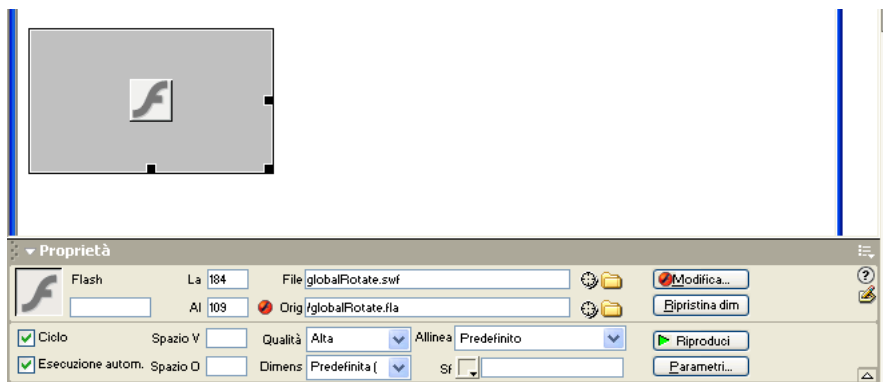 Proprietà
Flash La 184 File globalRotate.swf Modifica...
Al 109 Orig /globalRotate.fla Ripristina dim
Ciclo Spazio V Qualità Alta Allinea Predefinito Riproduci
Esecuzione autom. Spazio O Dimens Predefinita ( Sf Parametri...